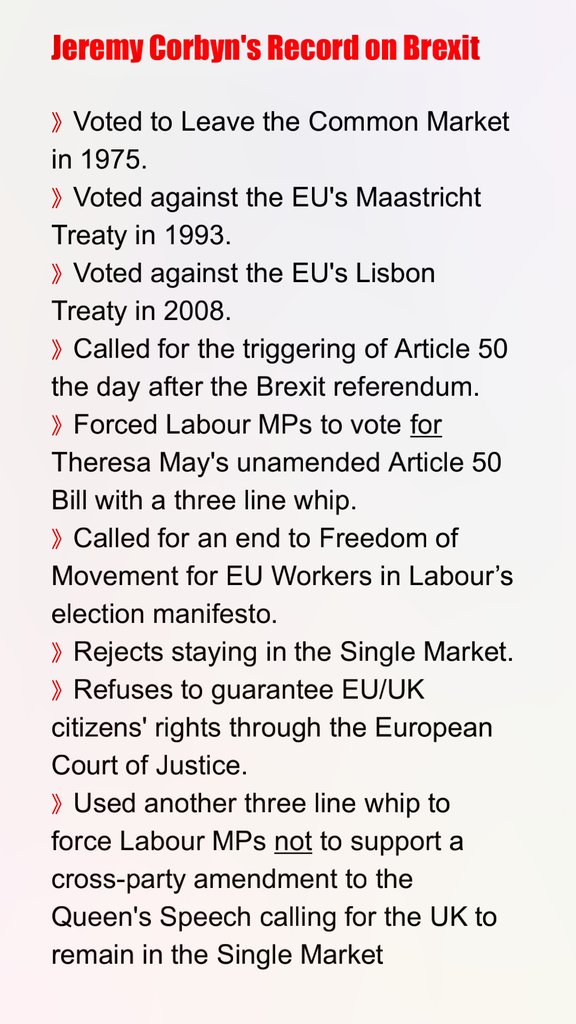 Jeremy Corbyn's Record on Brexit
》Voted to Leave the Common Market
in 1975.
》Voted against the EU's Maastricht
Treaty in 1993.
》Voted against the EU's Lisbon
Treaty in 2008.
》Called for the triggering of Article 50
the day after the Brexit referendum.
》Forced Labour MPs to vote for
Theresa May's unamended Article 50
Bill with a three line whip.
》Called for an end to Freedom of
Movement for EU Workers in Labour’s
election manifesto.
》Rejects staying in the Single Market.
》Refuses to guarantee EU/UK
citizens' rights through the European
Court of Justice.
》Used another three line whip to
force Labour MPs not to support a
cross-party amendment to the
Queen's Speech calling for the UK to
remain in the Single Market